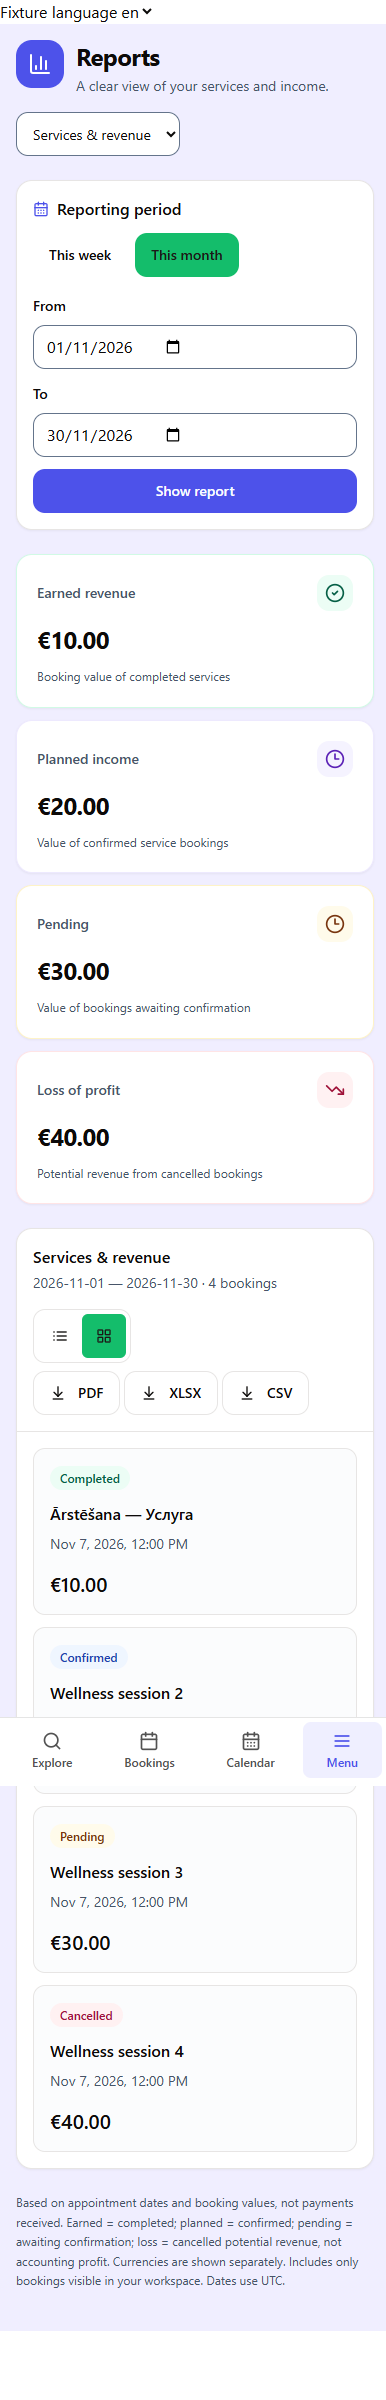 Fixture language en
Reports
A clear view of your services and income.
Services & revenue
Reporting period
This week
This month
From
01/11/2026
To
30/11/2026
Show report
Earned revenue
€10.00
Booking value of completed services
Planned income
€20.00
Value of confirmed service bookings
Pending
€30.00
Value of bookings awaiting confirmation
Loss of profit
€40.00
Potential revenue from cancelled bookings
Services & revenue
2026-11-01 — 2026-11-30 · 4 bookings
PDF
XLSX
CSV
Completed
Ārstēšana — Услуга
Nov 7, 2026, 12:00 PM
€10.00
Confirmed
Wellness session 2
Explore
Bookings
Calendar
Menu
Pending
Wellness session 3
Nov 7, 2026, 12:00 PM
€30.00
Cancelled
Wellness session 4
Nov 7, 2026, 12:00 PM
€40.00
Based on appointment dates and booking values, not payments
received. Earned = completed; planned = confirmed; pending =
awaiting confirmation; loss = cancelled potential revenue, not
accounting profit. Currencies are shown separately. Includes only
bookings visible in your workspace. Dates use UTC.